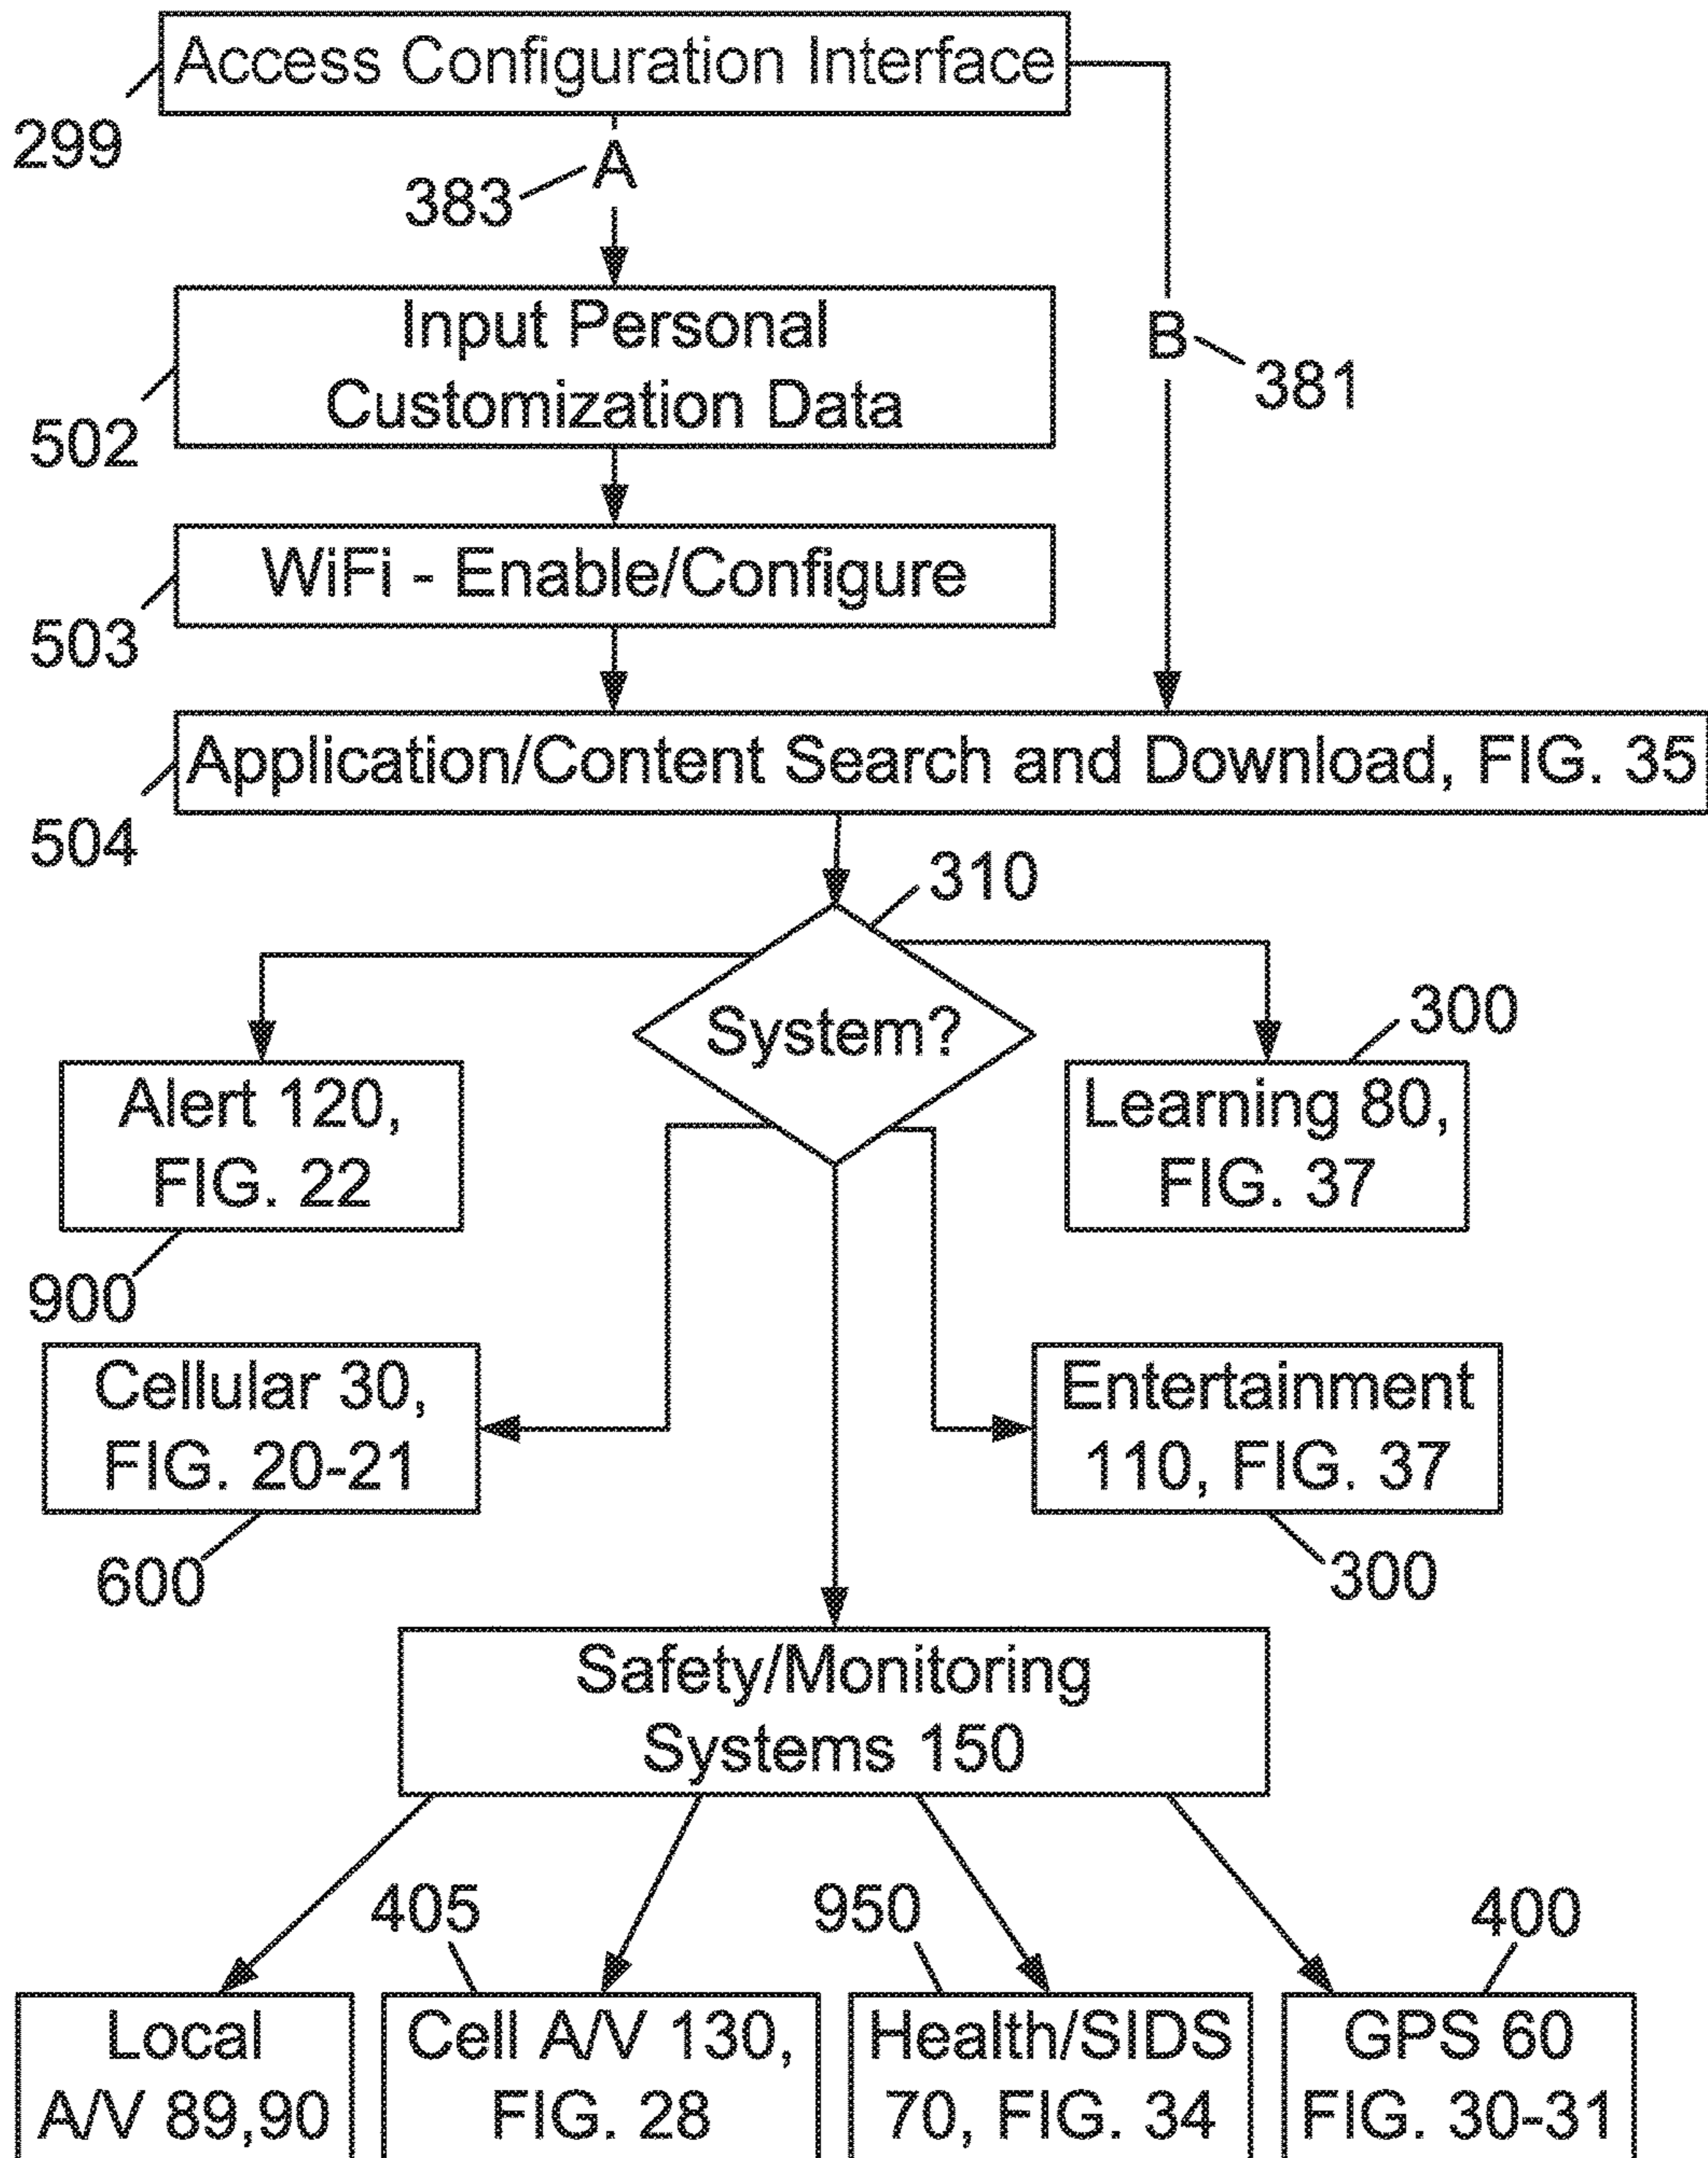 Access Configuration Interface
299
A
383
Input Personal
Customization Data
B
381
502
WiFi - Enable/Configure
503
Application/Content Search and Download, FIG. 35
504
310
System?
300
Alert 120,
FIG. 22
Learning 80,
FIG. 37
900
Cellular 30,
FIG. 20-21
Entertainment
110, FIG. 37
600
300
Safety/Monitoring
Systems 150
405
950
400
Local
A/V 89,90
Cell A/V 130,
FIG. 28
Health/SIDS
70, FIG. 34
GPS 60
FIG. 30-31